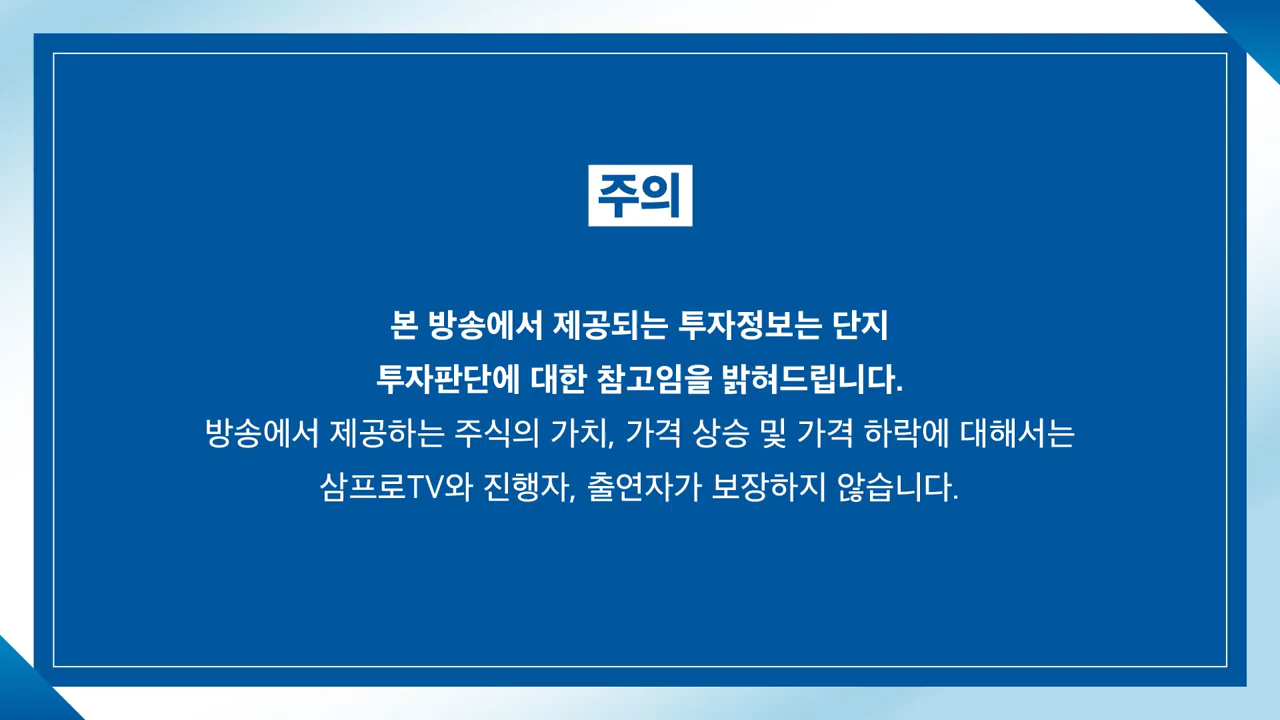 주의
본 방송에서 제공되는 투자정보는 단지
투자판단에 대한 참고임을 밝혀드립니다.
방송에서 제공하는 주식의 가치, 가격 상승 및 가격 하락에 대해서는
삼프로TV와 진행자, 출연자가 보장하지 않습니다.